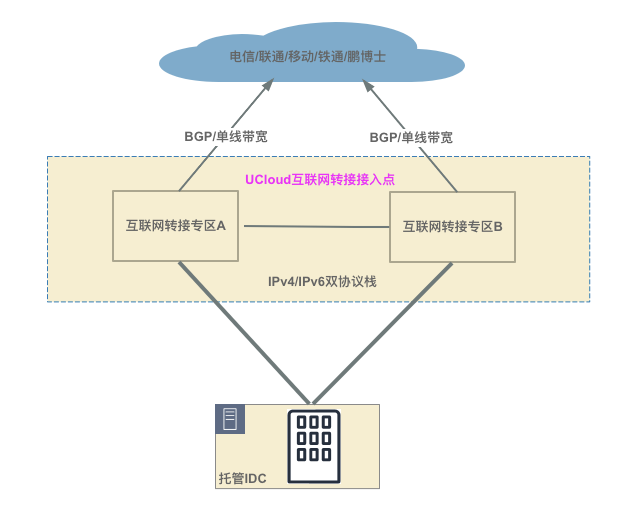 电信/联通/移动/铁通/鹏博士
BGP/单线带宽
BGP/单线带宽
UCloud互联网转接接入点
互联网转接专区A
互联网转接专区B
IPv4/IPv6双协议栈
托管IDC